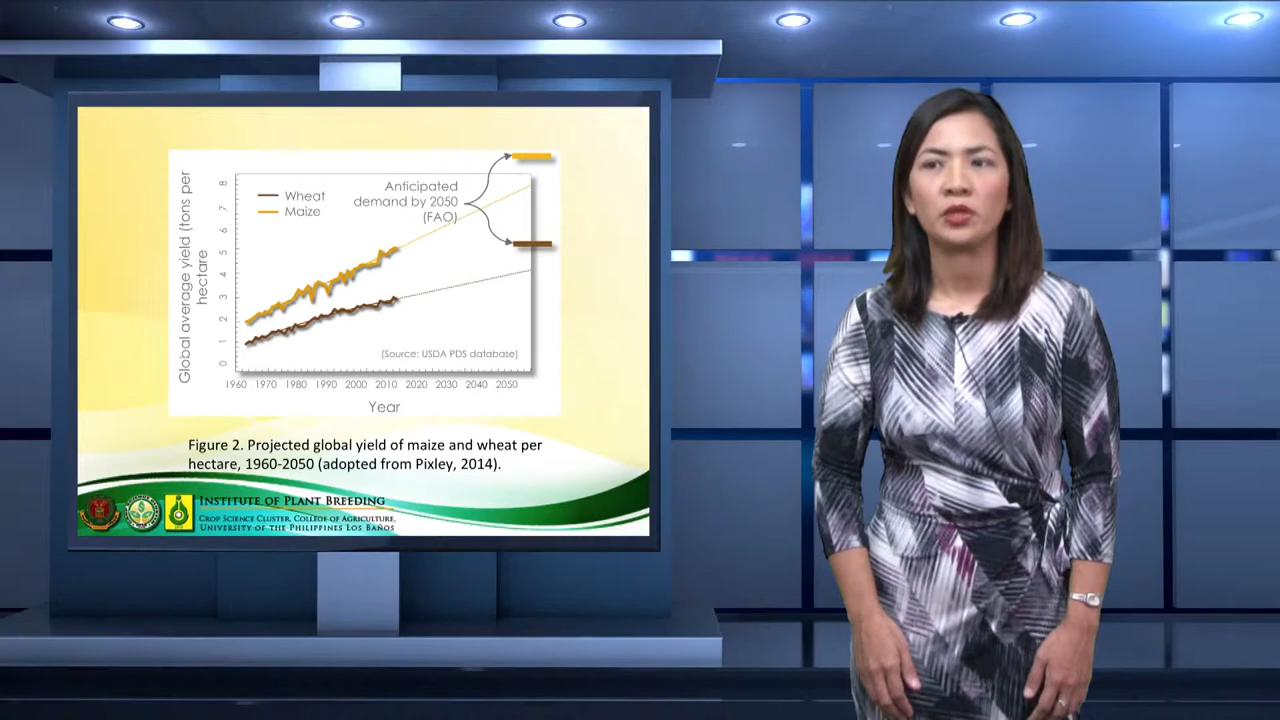 Global average yield (tons per
hectare
8
7
6
5
4
3
2
1
0
Wheat
Maize
Anticipated
demand by 2050
(FAO)
(Source: USDA PDS database)
1960 1970 1980 1990 2000 2010 2020 2030 2040 2050
Year
Figure 2. Projected global yield of maize and wheat per
hectare, 1960-2050 (adopted from Pixley, 2014).
INSTITUTE OF PLANT BREEDING
CROP SCIENCE CLUSTER, COLLEGE OF AGRICULTURE,
UNIVERSITY OF THE PHILIPPINES LOS BAÑOS